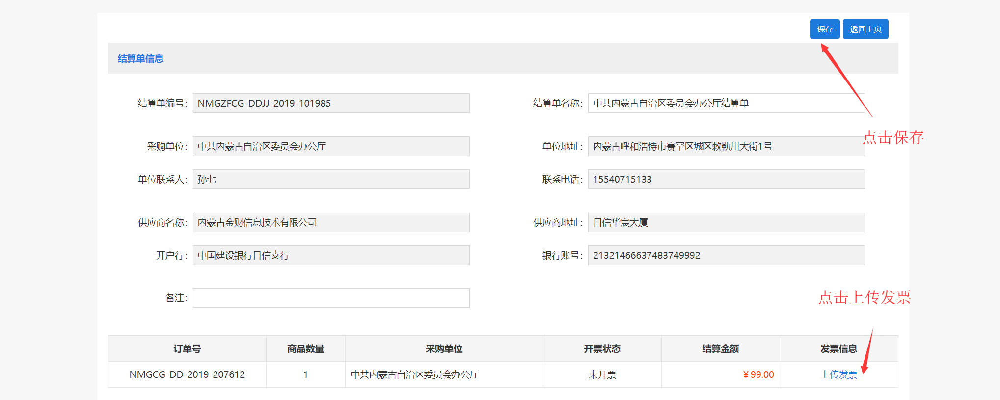 保存 返回上页
结算单信息
结算单编号： NMGZFCG-DDJJ-2019-101985 结算单名称： 中共内蒙古自治区委员会办公厅结算单
点击保存
采购单位： 中共内蒙古自治区委员会办公厅 单位地址： 内蒙古呼和浩特市赛罕区城区敕勒川大街1号
单位联系人： 孙七 联系电话： 15540715133
供应商名称： 内蒙古金财信息技术有限公司 供应商地址： 日信华宸大厦
开户行： 中国建设银行日信支行 银行账号： 21321466637483749992
备注：
点击上传发票
订单号 商品数量 采购单位 开票状态 结算金额 发票信息
NMGCG-DD-2019-207612 1 中共内蒙古自治区委员会办公厅 未开票 ¥ 99.00 上传发票